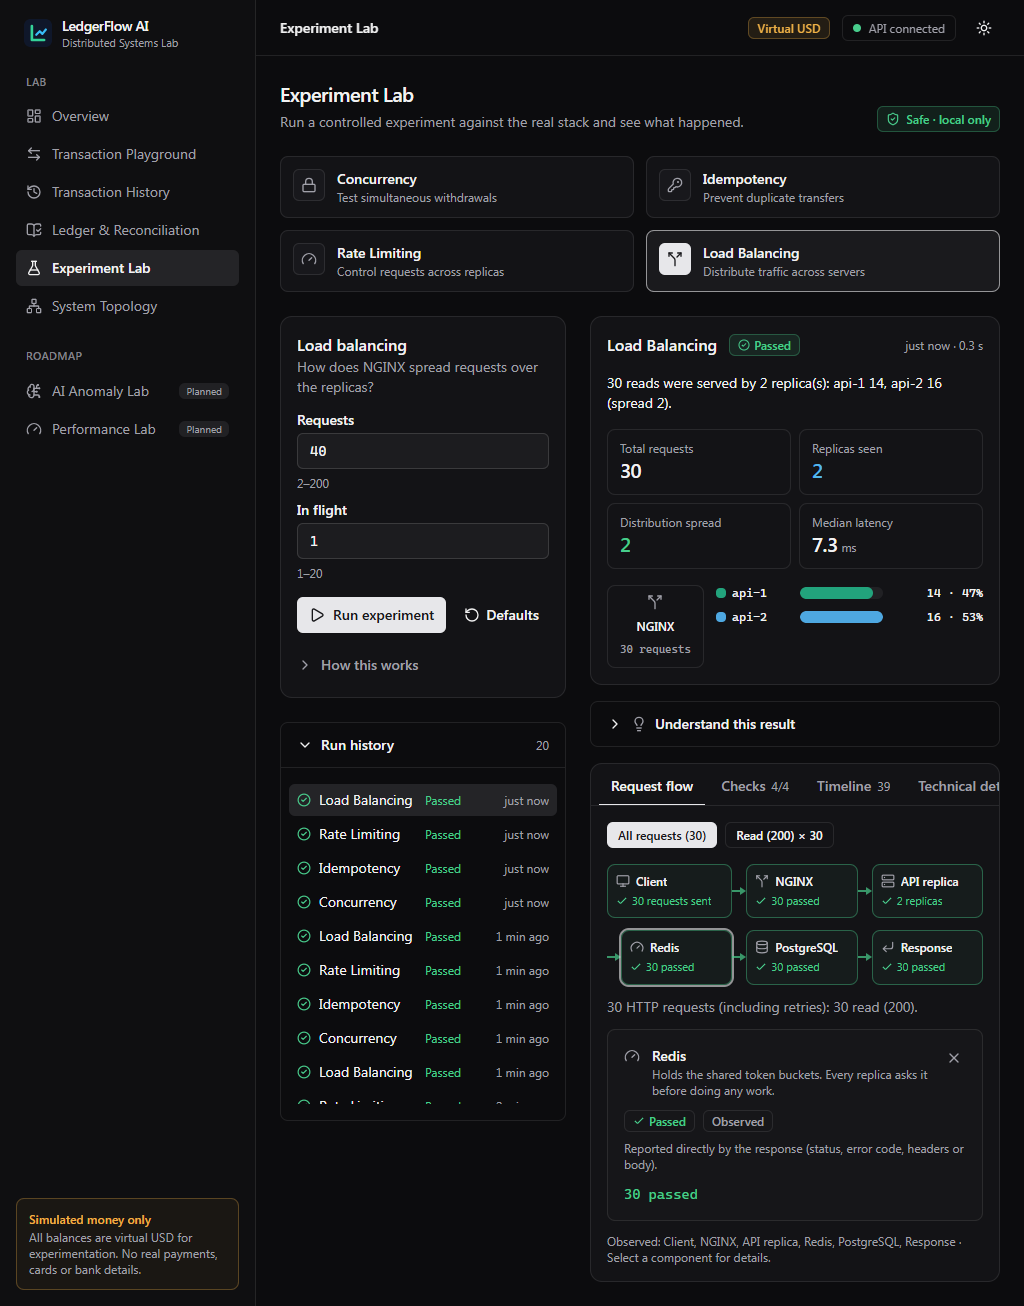 LedgerFlow AI
Distributed Systems Lab
LAB
Overview
Transaction Playground
Transaction History
Ledger & Reconciliation
Experiment Lab
System Topology
ROADMAP
AI Anomaly Lab Planned
Performance Lab Planned
Simulated money only
All balances are virtual USD for
experimentation. No real payments,
cards or bank details.
Experiment Lab
Virtual USD
API connected
Experiment Lab
Run a controlled experiment against the real stack and see what happened.
Safe · local only
Concurrency
Test simultaneous withdrawals
Idempotency
Prevent duplicate transfers
Rate Limiting
Control requests across replicas
Load Balancing
Distribute traffic across servers
Load balancing
How does NGINX spread requests over
the replicas?
Requests
40
2–200
In flight
1
1–20
Run experiment
Defaults
How this works
Run history 20
Load Balancing Passed just now
Rate Limiting Passed just now
Idempotency Passed just now
Concurrency Passed just now
Load Balancing Passed 1 min ago
Rate Limiting Passed 1 min ago
Idempotency Passed 1 min ago
Concurrency Passed 1 min ago
Load Balancing Passed 1 min ago
Load Balancing Passed just now · 0.3 s
30 reads were served by 2 replica(s): api-1 14, api-2 16
(spread 2).
Total requests
30
Replicas seen
2
Distribution spread
2
Median latency
7.3 ms
NGINX
30 requests
api-1 14 · 47%
api-2 16 · 53%
Understand this result
Request flow Checks 4/4 Timeline 39 Technical det
All requests (30) Read (200) × 30
Client
30 requests sent
NGINX
30 passed
API replica
2 replicas
Redis
30 passed
PostgreSQL
30 passed
Response
30 passed
30 HTTP requests (including retries): 30 read (200).
Redis
Holds the shared token buckets. Every replica asks it
before doing any work.
Passed Observed
Reported directly by the response (status, error code, headers or
body).
30 passed
Observed: Client, NGINX, API replica, Redis, PostgreSQL, Response ·
Select a component for details.